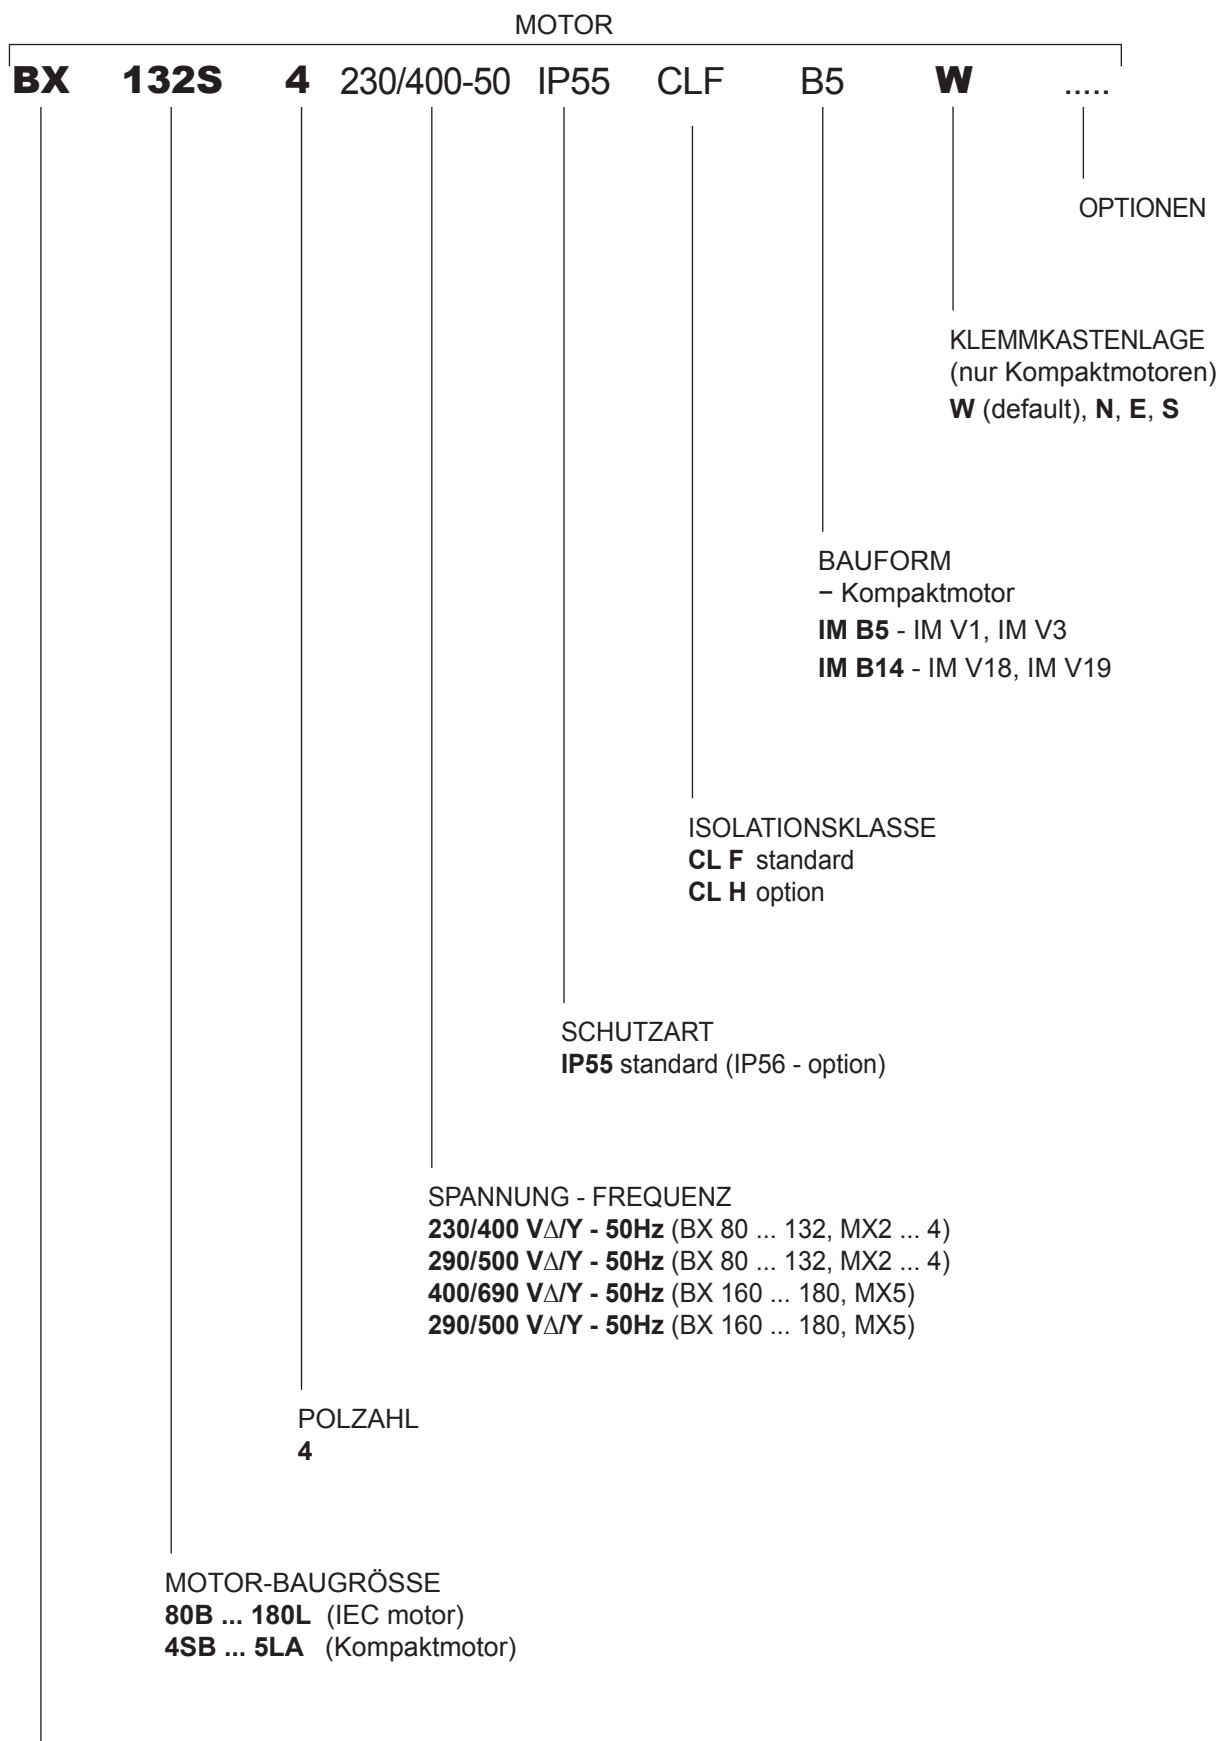 MOTOR
BX 132S 4 230/400-50 IP55 CLF B5 W .....
OPTIONEN
KLEMMKASTENLAGE
(nur Kompaktmotoren)
W (default), N, E, S
BAUFORM
− Kompaktmotor
IM B5 - IM V1, IM V3
IM B14 - IM V18, IM V19
ISOLATIONSKLASSE
CL F standard
CL H option
SCHUTZART
IP55 standard (IP56 - option)
SPANNUNG - FREQUENZ
230/400 V∆/Y - 50Hz (BX 80 ... 132, MX2 ... 4)
290/500 V∆/Y - 50Hz (BX 80 ... 132, MX2 ... 4)
400/690 V∆/Y - 50Hz (BX 160 ... 180, MX5)
290/500 V∆/Y - 50Hz (BX 160 ... 180, MX5)
POLZAHL
4
MOTOR-BAUGRÖSSE
80B ... 180L (IEC motor)
4SB ... 5LA (Kompaktmotor)